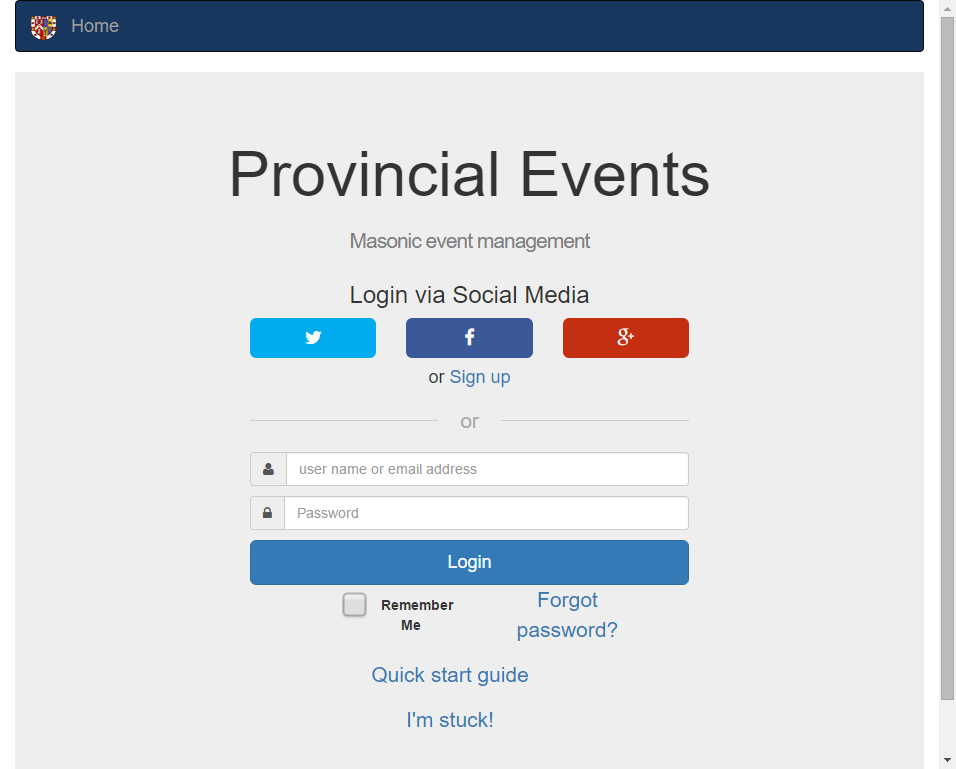 Home
Provincial Events
Masonic event management
Login via Social Media
or Sign up
or
user name or email address
Password
Login
Remember
Me
Forgot
password?
Quick start guide
I'm stuck!